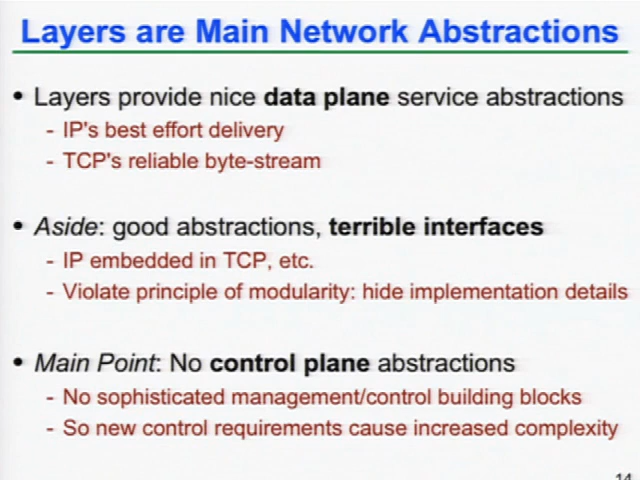 Layers are Main Network Abstractions
• Layers provide nice data plane service abstractions
- IP's best effort delivery
- TCP's reliable byte-stream
• Aside: good abstractions, terrible interfaces
- IP embedded in TCP, etc.
- Violate principle of modularity: hide implementation details
• Main Point: No control plane abstractions
- No sophisticated management/control building blocks
- So new control requirements cause increased complexity
14